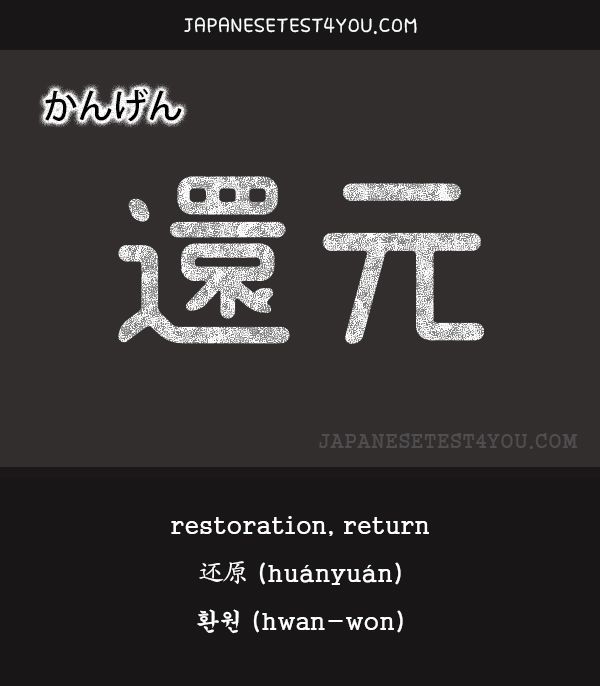 JAPANESETEST4YOU.COM
かんげん
還元
JAPANESETEST4YOU.COM
restoration, return
还原 (huányuán)
환원 (hwan-won)